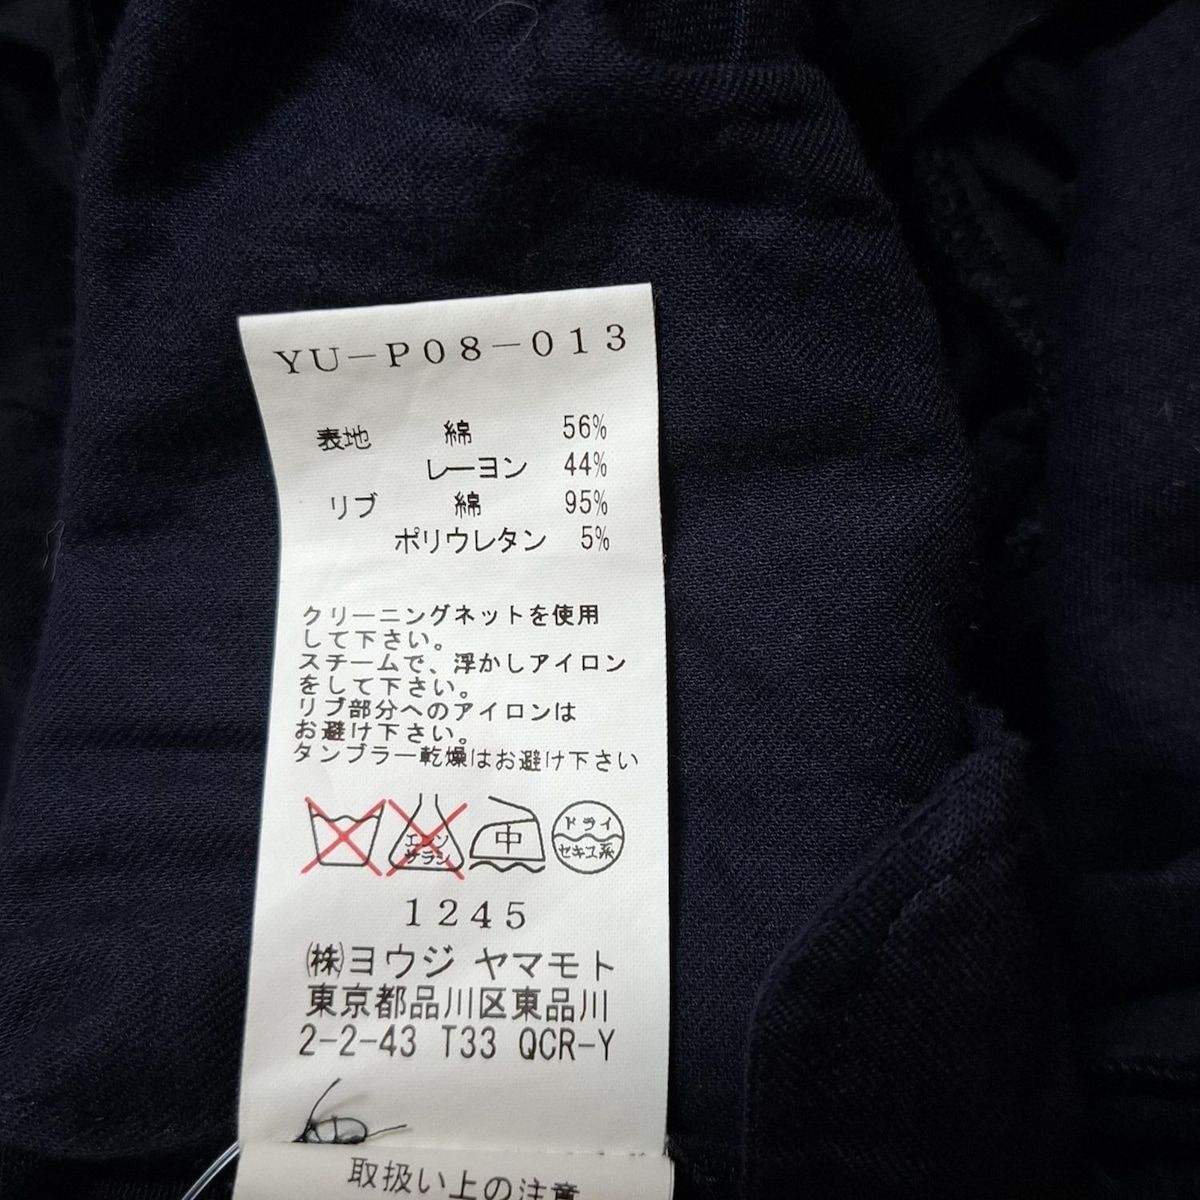 YU-P08-013
表地 綿 56%
レーヨン 44%
リブ 綿 95%
ポリウレタン 5%
クリーニングネットを使用
して下さい。
スチームで、浮かしアイロン
をして下さい。
リブ部分へのアイロンは
お避け下さい。
タンブラー乾燥はお避け下さい
エンソ 中 ドライ
サラシ セキユ系
1245
㈱ヨウジ ヤマモト
東京都品川区東品川
2-2-43 T33 QCR-Y
取扱い上の注意